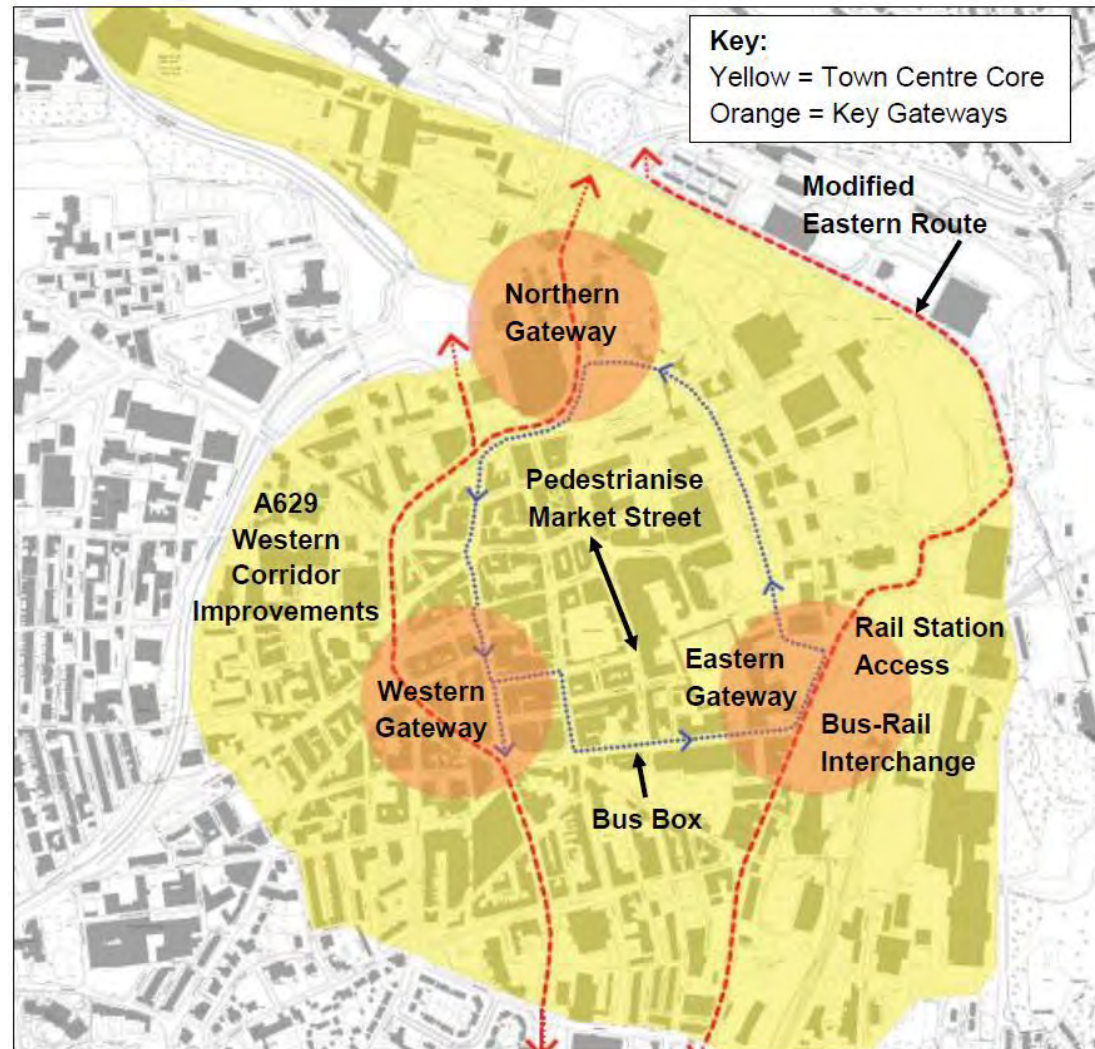 Key:
Yellow = Town Centre Core
Orange = Key Gateways
Modified
Eastern Route
Northern
Gateway
Pedestrianise
Market Street
A629
Western
Corridor
Improvements
Western
Gateway
Eastern
Gateway
Rail Station
Access
Bus-Rail
Interchange
Bus Box